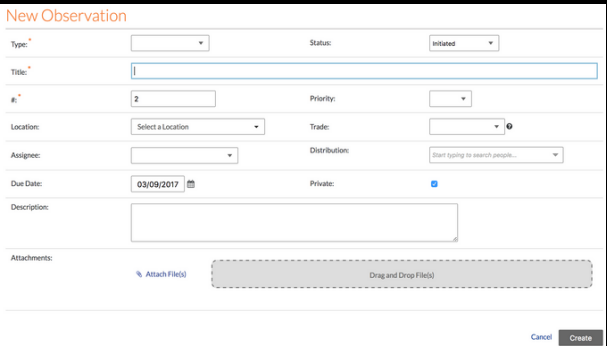 New Observation
Type: * Status: Initiated
Title: *
#: * 2 Priority:
Location: Select a Location Trade:
Assignee: Distribution: Start typing to search people...
Due Date: 03/09/2017 Private:
Description:
Attachments:
Attach File(s) Drag and Drop File(s)
Cancel Create